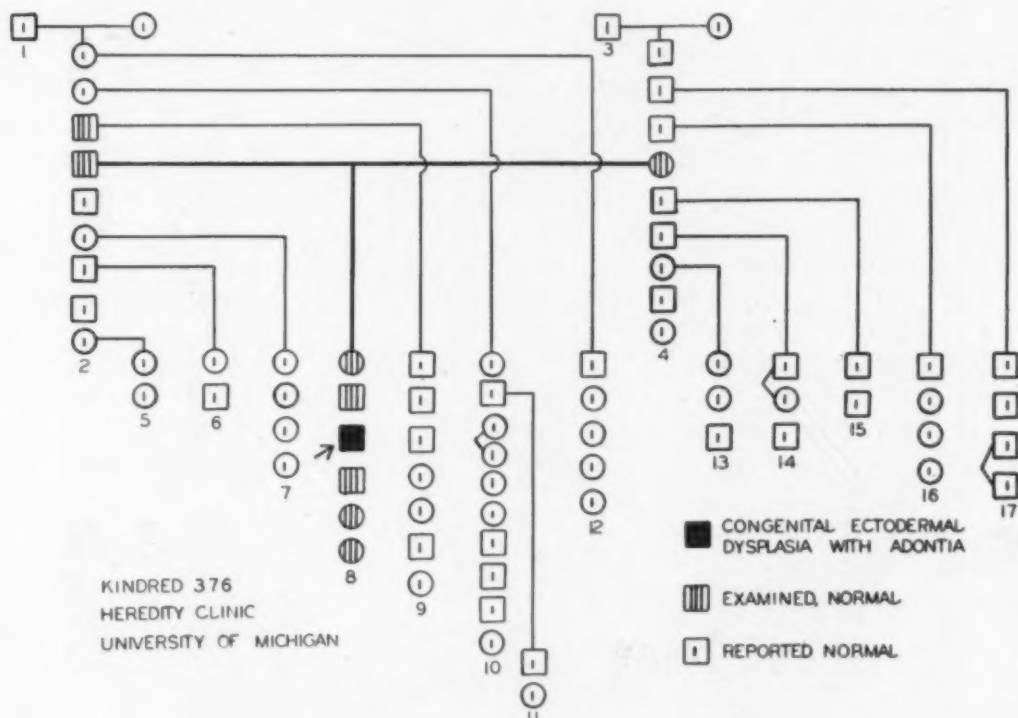 1
3
2
4
5
6
7
8
9
10
11
12
13
14
15
16
17
KINDRED 376
HEREDITY CLINIC
UNIVERSITY OF MICHIGAN
CONGENITAL ECTODERMAL
DYSPLASIA WITH ADONTIA
EXAMINED, NORMAL
REPORTED NORMAL